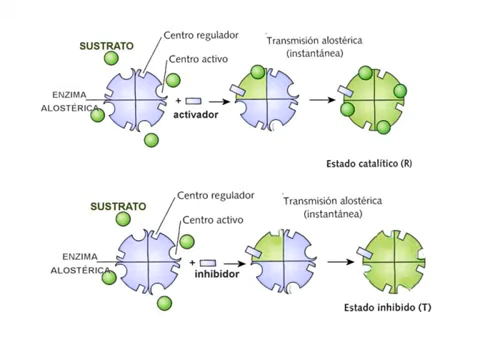 Centro regulador
Transmisión alostérica
(instantánea)
SUSTRATO
Centro activo
ENZIMA
ALOSTÉRICA
+
activador
Estado catalítico (R)
Centro regulador
Transmisión alostérica
(instantánea)
SUSTRATO
Centro activo
ENZIMA
ALOSTÉRICA
+
inhibidor
Estado inhibido (T)